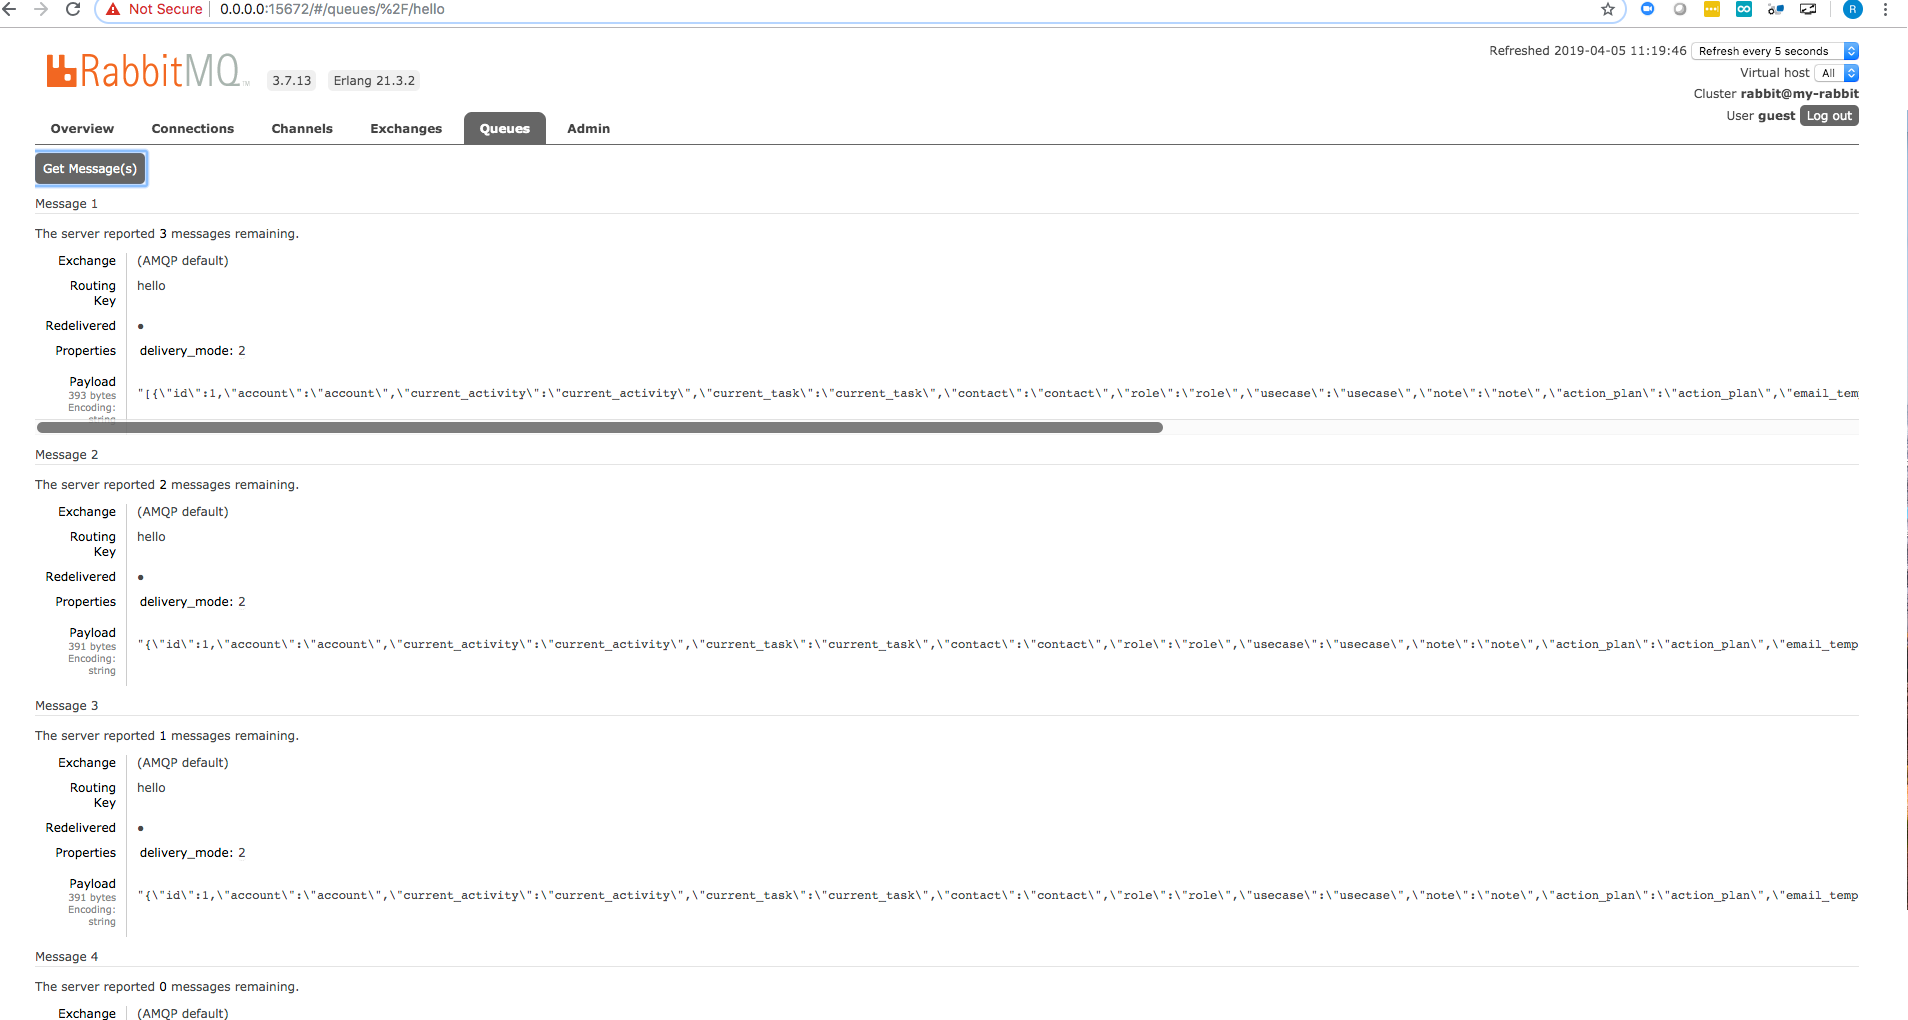 Not Secure 0.0.0.0:15672/#/queues/%2F/hello
R
RabbitMQ TM 3.7.13 Erlang 21.3.2
Refreshed 2019-04-05 11:19:46 Refresh every 5 seconds
Virtual host All
Cluster rabbit@my-rabbit
User guest Log out
Overview Connections Channels Exchanges Queues Admin
Get Message(s)
Message 1
The server reported 3 messages remaining.
Exchange (AMQP default)
Routing Key hello
Redelivered ●
Properties delivery_mode: 2
Payload
393 bytes
Encoding: string
"[{\"id\":1,\"account\":\"account\",\"current_activity\":\"current_activity\",\"current_task\":\"current_task\",\"contact\":\"contact\",\"role\":\"role\",\"usecase\":\"usecase\",\"note\":\"note\",\"action_plan\":\"action_plan\",\"email_tem
Message 2
The server reported 2 messages remaining.
Exchange (AMQP default)
Routing Key hello
Redelivered ●
Properties delivery_mode: 2
Payload
391 bytes
Encoding: string
"{\"id\":1,\"account\":\"account\",\"current_activity\":\"current_activity\",\"current_task\":\"current_task\",\"contact\":\"contact\",\"role\":\"role\",\"usecase\":\"usecase\",\"note\":\"note\",\"action_plan\":\"action_plan\",\"email_temp
Message 3
The server reported 1 messages remaining.
Exchange (AMQP default)
Routing Key hello
Redelivered ●
Properties delivery_mode: 2
Payload
391 bytes
Encoding: string
"{\"id\":1,\"account\":\"account\",\"current_activity\":\"current_activity\",\"current_task\":\"current_task\",\"contact\":\"contact\",\"role\":\"role\",\"usecase\":\"usecase\",\"note\":\"note\",\"action_plan\":\"action_plan\",\"email_temp
Message 4
The server reported 0 messages remaining.
Exchange (AMQP default)